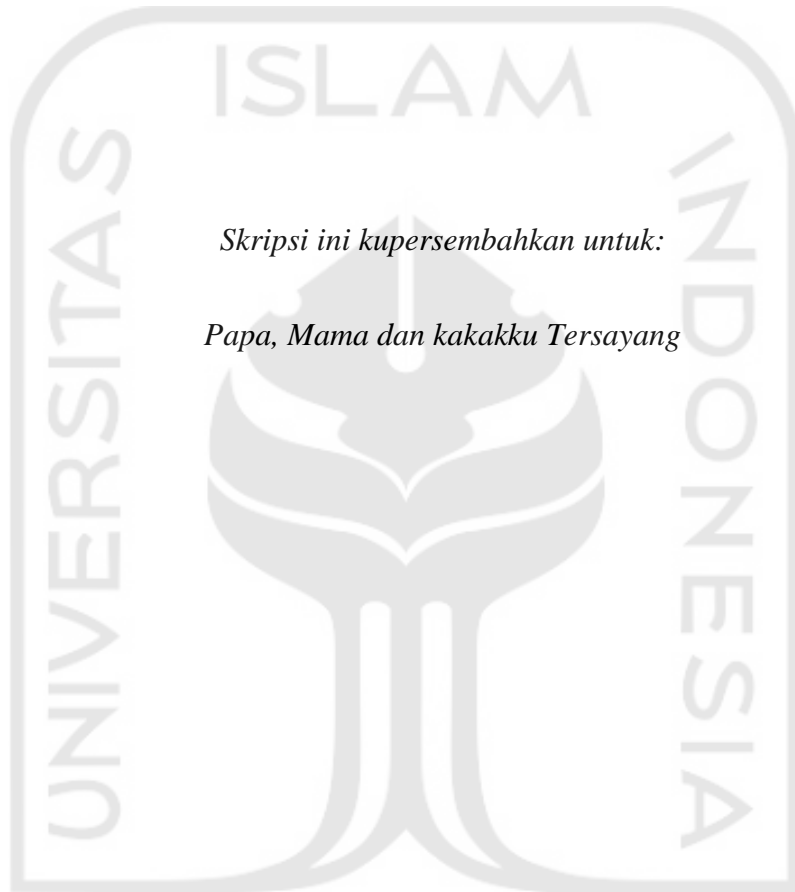 UNIVERSITAS
ISLAM
INDONESIA
Skripsi ini kupersembahkan untuk:
Papa, Mama dan kakakku Tersayang